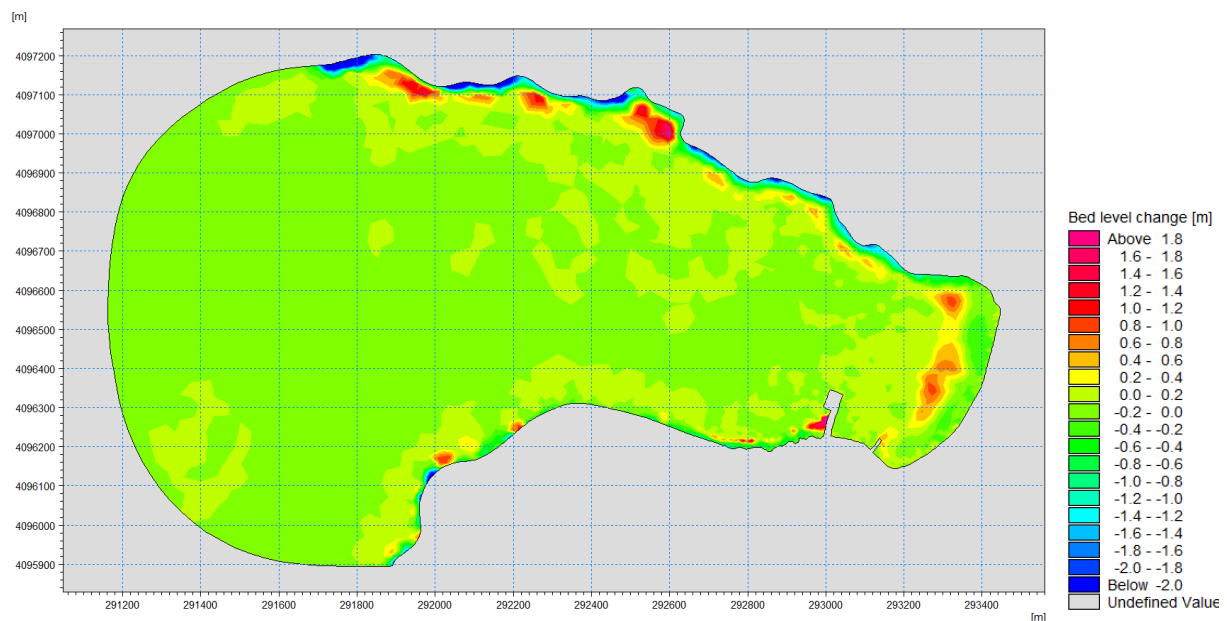 [m]
4097200
4097100
4097000
4096900
4096800
4096700
4096600
4096500
4096400
4096300
4096200
4096100
4096000
4095900
291200 291400 291600 291800 292000 292200 292400 292600 292800 293000 293200 293400
[m]
Bed level change [m]
Above 1.8
1.6 - 1.8
1.4 - 1.6
1.2 - 1.4
1.0 - 1.2
0.8 - 1.0
0.6 - 0.8
0.4 - 0.6
0.2 - 0.4
0.0 - 0.2
-0.2 - 0.0
-0.4 - -0.2
-0.6 - -0.4
-0.8 - -0.6
-1.0 - -0.8
-1.2 - -1.0
-1.4 - -1.2
-1.6 - -1.4
-1.8 - -1.6
-2.0 - -1.8
Below -2.0
Undefined Value